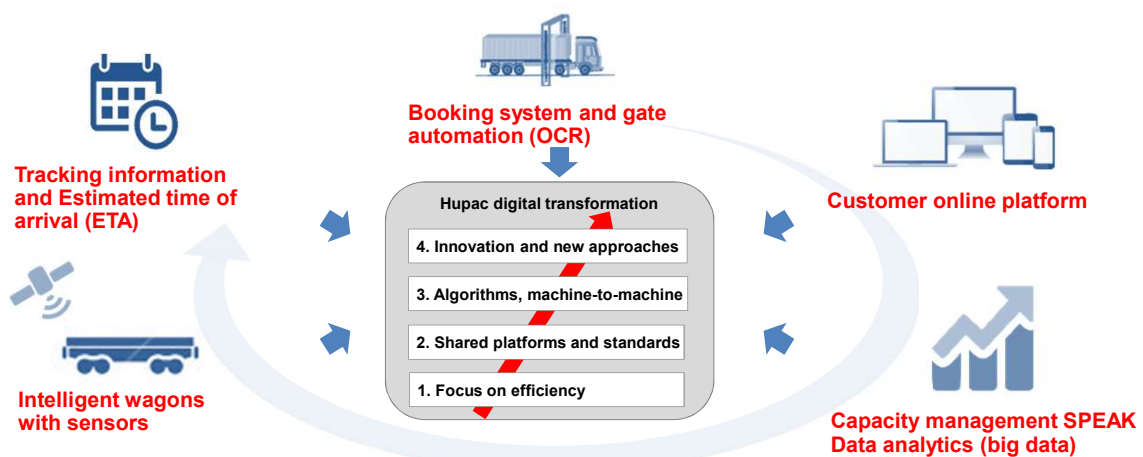 Booking system and gate
automation (OCR)
Tracking information
and Estimated time of
arrival (ETA)
Customer online platform
Hupac digital transformation
4. Innovation and new approaches
3. Algorithms, machine-to-machine
2. Shared platforms and standards
1. Focus on efficiency
Intelligent wagons
with sensors
Capacity management SPEAK
Data analytics (big data)